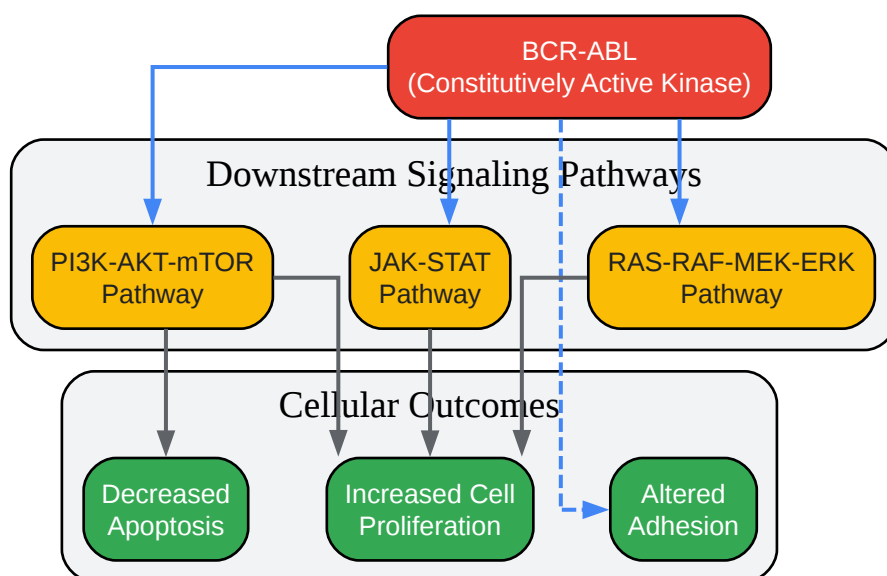 BCR-ABL
(Constitutively Active Kinase)
Downstream Signaling Pathways
PI3K-AKT-mTOR
Pathway
JAK-STAT
Pathway
RAS-RAF-MEK-ERK
Pathway
Cellular Outcomes
Decreased
Apoptosis
Increased Cell
Proliferation
Altered
Adhesion